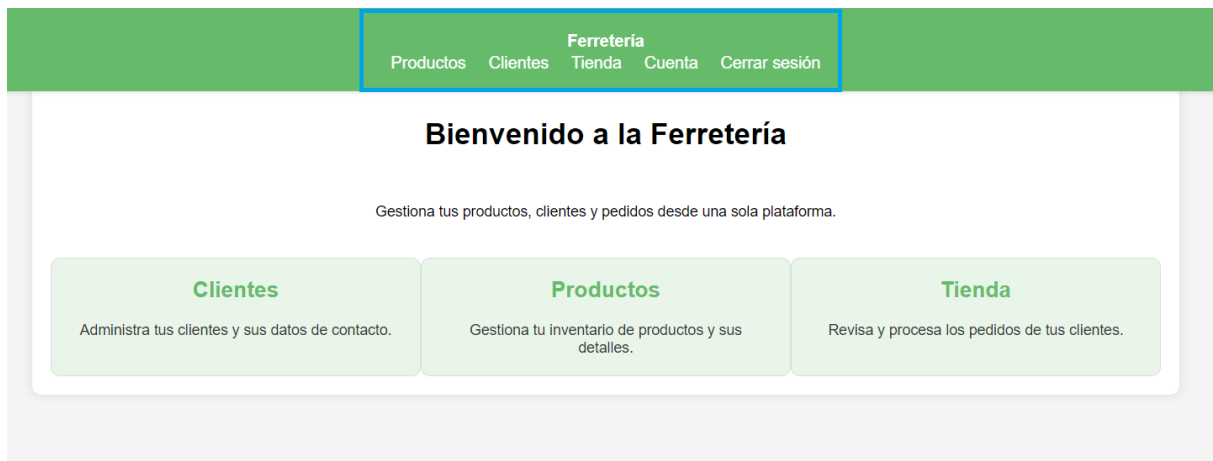 Ferretería
Productos Clientes Tienda Cuenta Cerrar sesión
Bienvenido a la Ferretería
Gestiona tus productos, clientes y pedidos desde una sola plataforma.
Clientes
Administra tus clientes y sus datos de contacto.
Productos
Gestiona tu inventario de productos y sus
detalles.
Tienda
Revisa y procesa los pedidos de tus clientes.